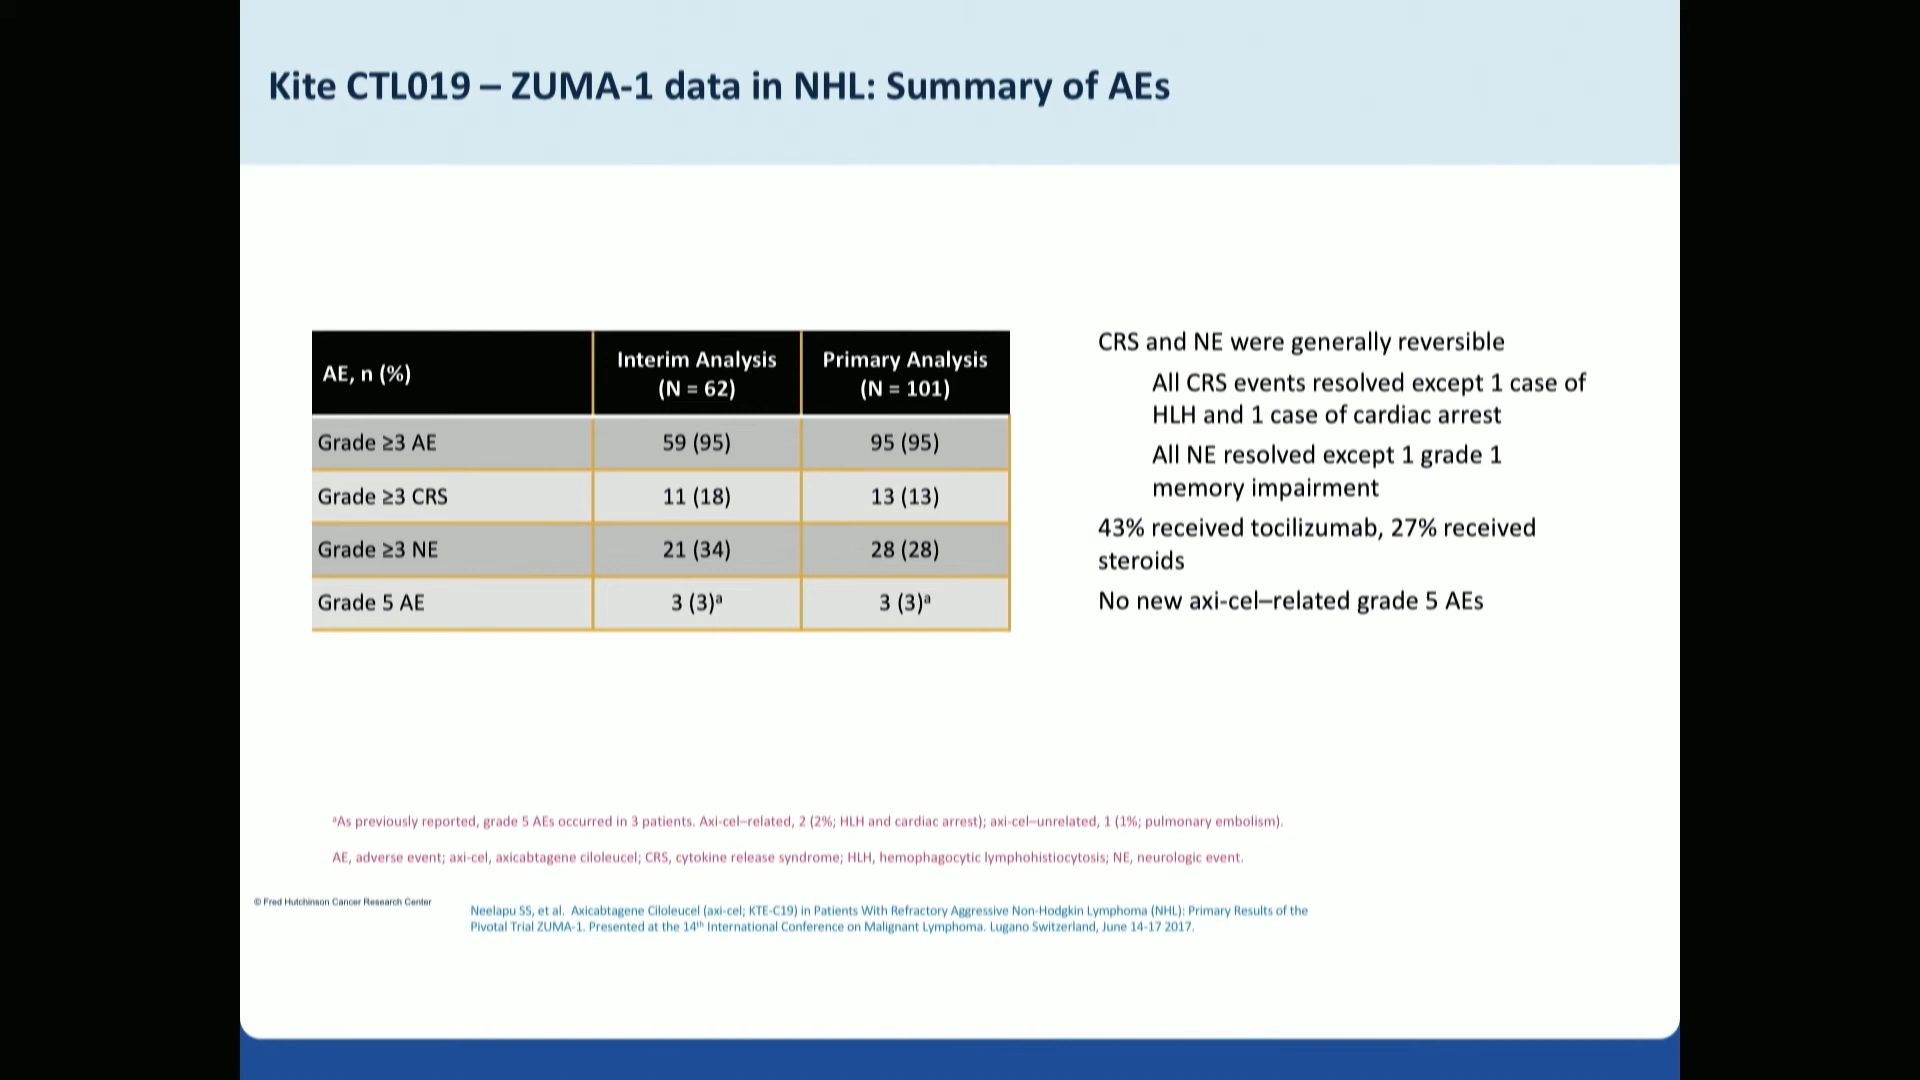 Kite CTL019 – ZUMA-1 data in NHL: Summary of AEs
AE, n (%)
Interim Analysis
(N = 62)
Primary Analysis
(N = 101)
Grade ≥3 AE
59 (95)
95 (95)
Grade ≥3 CRS
11 (18)
13 (13)
Grade ≥3 NE
21 (34)
28 (28)
Grade 5 AE
3 (3)ᵃ
3 (3)ᵃ
CRS and NE were generally reversible
All CRS events resolved except 1 case of
HLH and 1 case of cardiac arrest
All NE resolved except 1 grade 1
memory impairment
43% received tocilizumab, 27% received
steroids
No new axi-cel–related grade 5 AEs
ᵃAs previously reported, grade 5 AEs occurred in 3 patients. Axi-cel–related, 2 (2%; HLH and cardiac arrest); axi-cel–unrelated, 1 (1%; pulmonary embolism).
AE, adverse event; axi-cel, axicabtagene ciloleucel; CRS, cytokine release syndrome; HLH, hemophagocytic lymphohistiocytosis; NE, neurologic event.
© Fred Hutchinson Cancer Research Center
Neelapu SS, et al. Axicabtagene Ciloleucel (axi-cel; KTE-C19) in Patients With Refractory Aggressive Non-Hodgkin Lymphoma (NHL): Primary Results of the
Pivotal Trial ZUMA-1. Presented at the 14ᵗʰ International Conference on Malignant Lymphoma. Lugano Switzerland, June 14-17 2017.